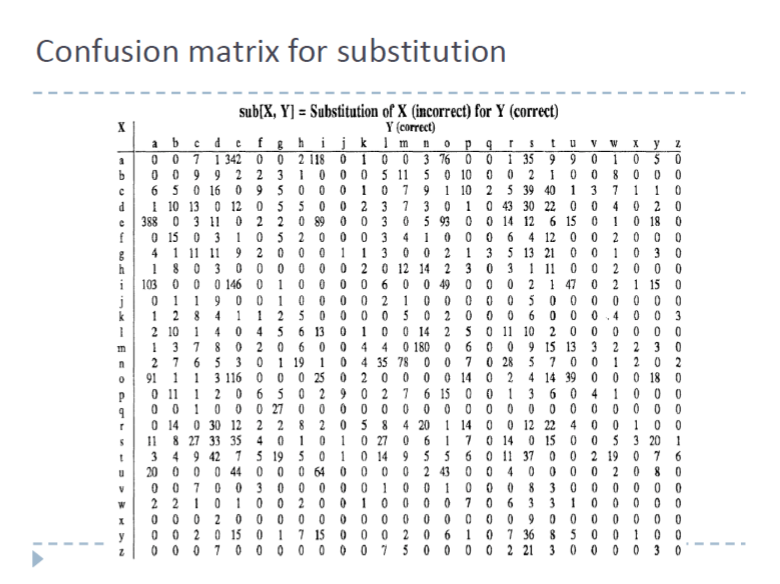 Confusion matrix for substitution
sub[X, Y] = Substitution of X (incorrect) for Y (correct)
X Y (correct)
a b c d e f g h i j k l m n o p q r s t u v w x y z
a 0 0 7 1 342 0 0 2 118 0 1 0 0 3 76 0 0 1 35 9 9 0 1 0 5 0
b 0 0 9 9 2 2 3 1 0 0 0 5 11 5 0 10 0 0 2 1 0 0 8 0 0 0
c 6 5 0 16 0 9 5 0 0 0 1 0 7 9 1 10 2 5 39 40 1 3 7 1 1 0
d 1 10 13 0 12 0 5 5 0 0 2 3 7 3 0 1 0 43 30 22 0 0 4 0 2 0
e 388 0 3 11 0 2 2 0 89 0 0 3 0 5 93 0 0 14 12 6 15 0 1 0 18 0
f 0 15 0 3 1 0 5 2 0 0 0 3 4 1 0 0 0 6 4 12 0 0 2 0 0 0
g 4 1 11 11 9 2 0 0 0 1 1 3 0 0 2 1 3 5 13 21 0 0 1 0 3 0
h 1 8 0 3 0 0 0 0 0 0 2 0 12 14 2 3 0 3 1 11 0 0 2 0 0 0
i 103 0 0 0 146 0 1 0 0 0 0 6 0 0 49 0 0 0 2 1 47 0 2 1 15 0
j 0 1 1 9 0 0 1 0 0 0 0 2 1 0 0 0 0 0 5 0 0 0 0 0 0 0
k 1 2 8 4 1 1 2 5 0 0 0 0 5 0 2 0 0 0 6 0 0 0 .4 0 0 3
l 2 10 1 4 0 4 5 6 13 0 1 0 0 14 2 5 0 11 10 2 0 0 0 0 0 0
m 1 3 7 8 0 2 0 6 0 0 4 4 0 180 0 6 0 0 9 15 13 3 2 2 3 0
n 2 7 6 5 3 0 1 19 1 0 4 35 78 0 0 7 0 28 5 7 0 0 1 2 0 2
o 91 1 1 3 116 0 0 0 25 0 2 0 0 0 0 14 0 2 4 14 39 0 0 0 18 0
p 0 11 1 2 0 6 5 0 2 9 0 2 7 6 15 0 0 1 3 6 0 4 1 0 0 0
q 0 0 1 0 0 0 27 0 0 0 0 0 0 0 0 0 0 0 0 0 0 0 0 0 0 0
r 0 14 0 30 12 2 2 8 2 0 5 8 4 20 1 14 0 0 12 22 4 0 0 1 0 0
s 11 8 27 33 35 4 0 1 0 1 0 27 0 6 1 7 0 14 0 15 0 0 5 3 20 1
t 3 4 9 42 7 5 19 5 0 1 0 14 9 5 5 6 0 11 37 0 0 2 19 0 7 6
u 20 0 0 0 44 0 0 0 64 0 0 0 0 2 43 0 0 4 0 0 0 0 2 0 8 0
v 0 0 7 0 0 3 0 0 0 0 0 1 0 0 1 0 0 0 8 3 0 0 0 0 0 0
w 2 2 1 0 1 0 0 2 0 0 1 0 0 0 0 7 0 6 3 3 1 0 0 0 0 0
x 0 0 0 2 0 0 0 0 0 0 0 0 0 0 0 0 0 0 9 0 0 0 0 0 0 0
y 0 0 2 0 15 0 1 7 15 0 0 0 2 0 6 1 0 7 36 8 5 0 0 1 0 0
z 0 0 0 7 0 0 0 0 0 0 0 7 5 0 0 0 0 2 21 3 0 0 0 0 3 0